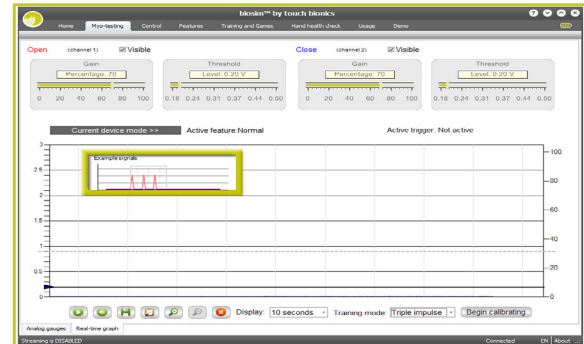 biosim™ by touch bionics
Home Myo-testing Control Features Training and Games Hand health check Usage Demo
Open (channel 1) Visible Close (channel 2) Visible
Gain Threshold Gain Threshold
Percentage: 70 Level: 0.20 V Percentage: 70 Level: 0.20 V
0 20 40 60 80 100 0.18 0.24 0.31 0.37 0.44 0.50 0 20 40 60 80 100 0.18 0.24 0.31 0.37 0.44 0.50
Current device mode >> Active feature:Normal Active trigger: Not active
3 100
Example signals
2.5
80
2
60
1.5
1 40
0.5 20
0 0
Display: 10 seconds Training mode: Triple impulse Begin calibrating
Analog gauges Real-time graph
Streaming is DISABLED Connected EN About ...